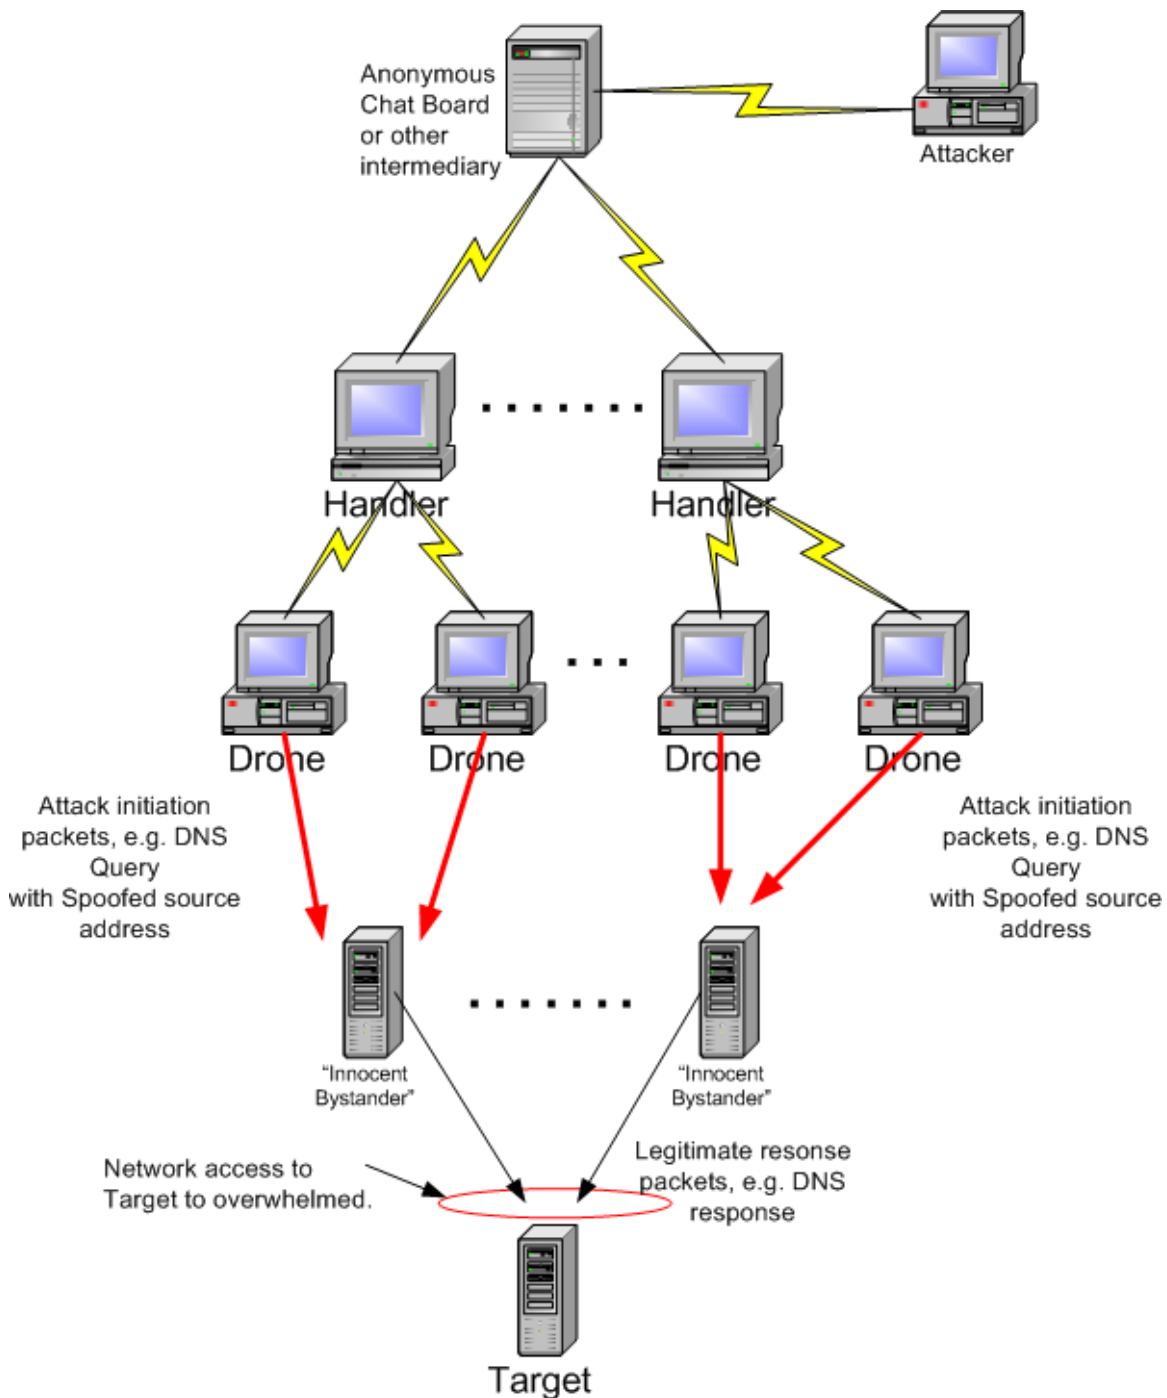 Anonymous
Chat Board
or other
intermediary
Attacker
Handler
Handler
Drone
Drone
Drone
Drone
Attack initiation
packets, e.g. DNS
Query
with Spoofed source
address
Attack initiation
packets, e.g. DNS
Query
with Spoofed source
address
“Innocent
Bystander”
“Innocent
Bystander”
Network access to
Target to overwhelmed.
Legitimate resonse
packets, e.g. DNS
response
Target